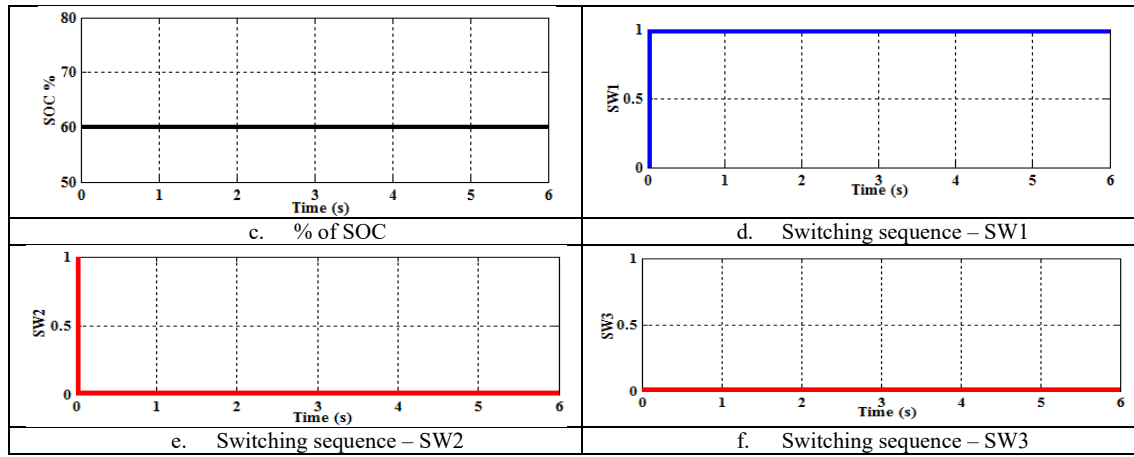 80
70
60
50
SOC %
0 1 2 3 4 5 6
Time (s)
c. % of SOC
1
0.5
0
SW1
0 1 2 3 4 5 6
Time (s)
d. Switching sequence – SW1
1
0.5
0
SW2
0 1 2 3 4 5 6
Time (s)
e. Switching sequence – SW2
1
0.5
0
SW3
0 1 2 3 4 5 6
Time (s)
f. Switching sequence – SW3